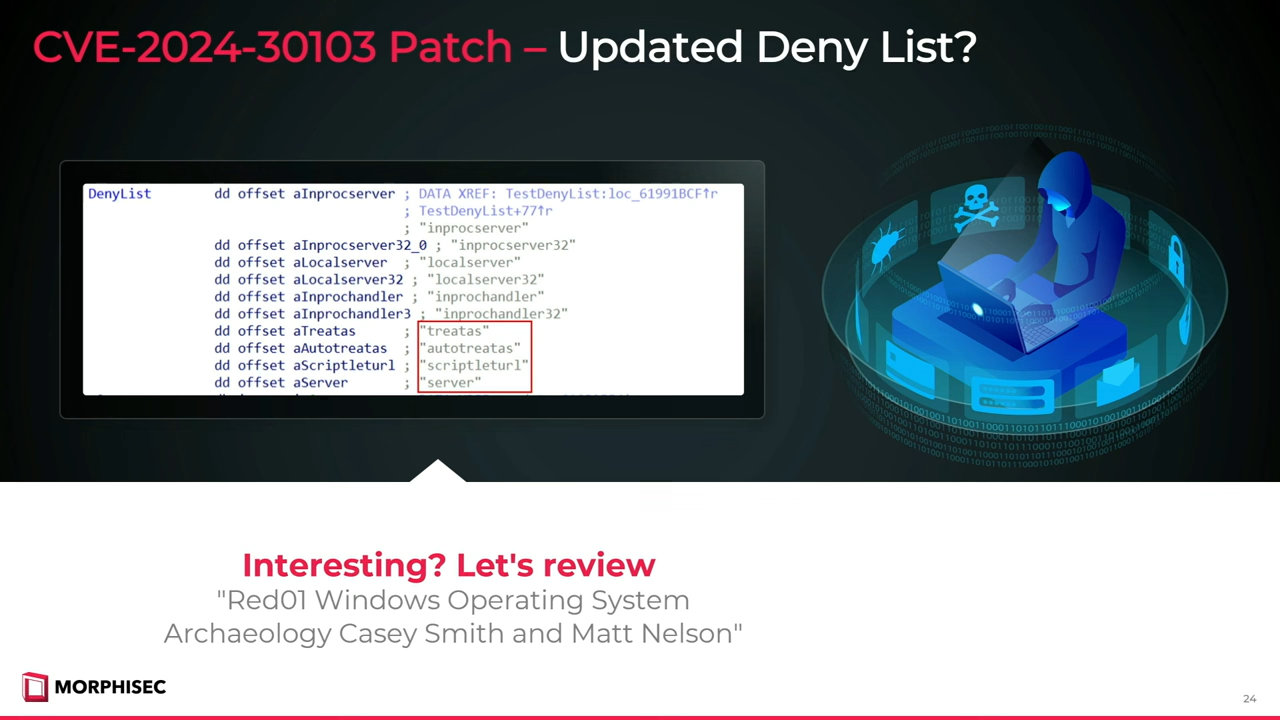 CVE-2024-30103 Patch – Updated Deny List?
DenyList dd offset aInprocserver ; DATA XREF: TestDenyList:loc_61991BCF↑r
; TestDenyList+77↑r
; "inprocserver"
dd offset aInprocserver32_0 ; "inprocserver32"
dd offset aLocalserver ; "localserver"
dd offset aLocalserver32 ; "localserver32"
dd offset aInprochandler ; "inprochandler"
dd offset aInprochandler3 ; "inprochandler32"
dd offset aTreatas ; "treatas"
dd offset aAutotreatas ; "autotreatas"
dd offset aScriptleturl ; "scriptleturl"
dd offset aServer ; "server"
Interesting? Let's review
"Red01 Windows Operating System
Archaeology Casey Smith and Matt Nelson"
MORPHISEC
24